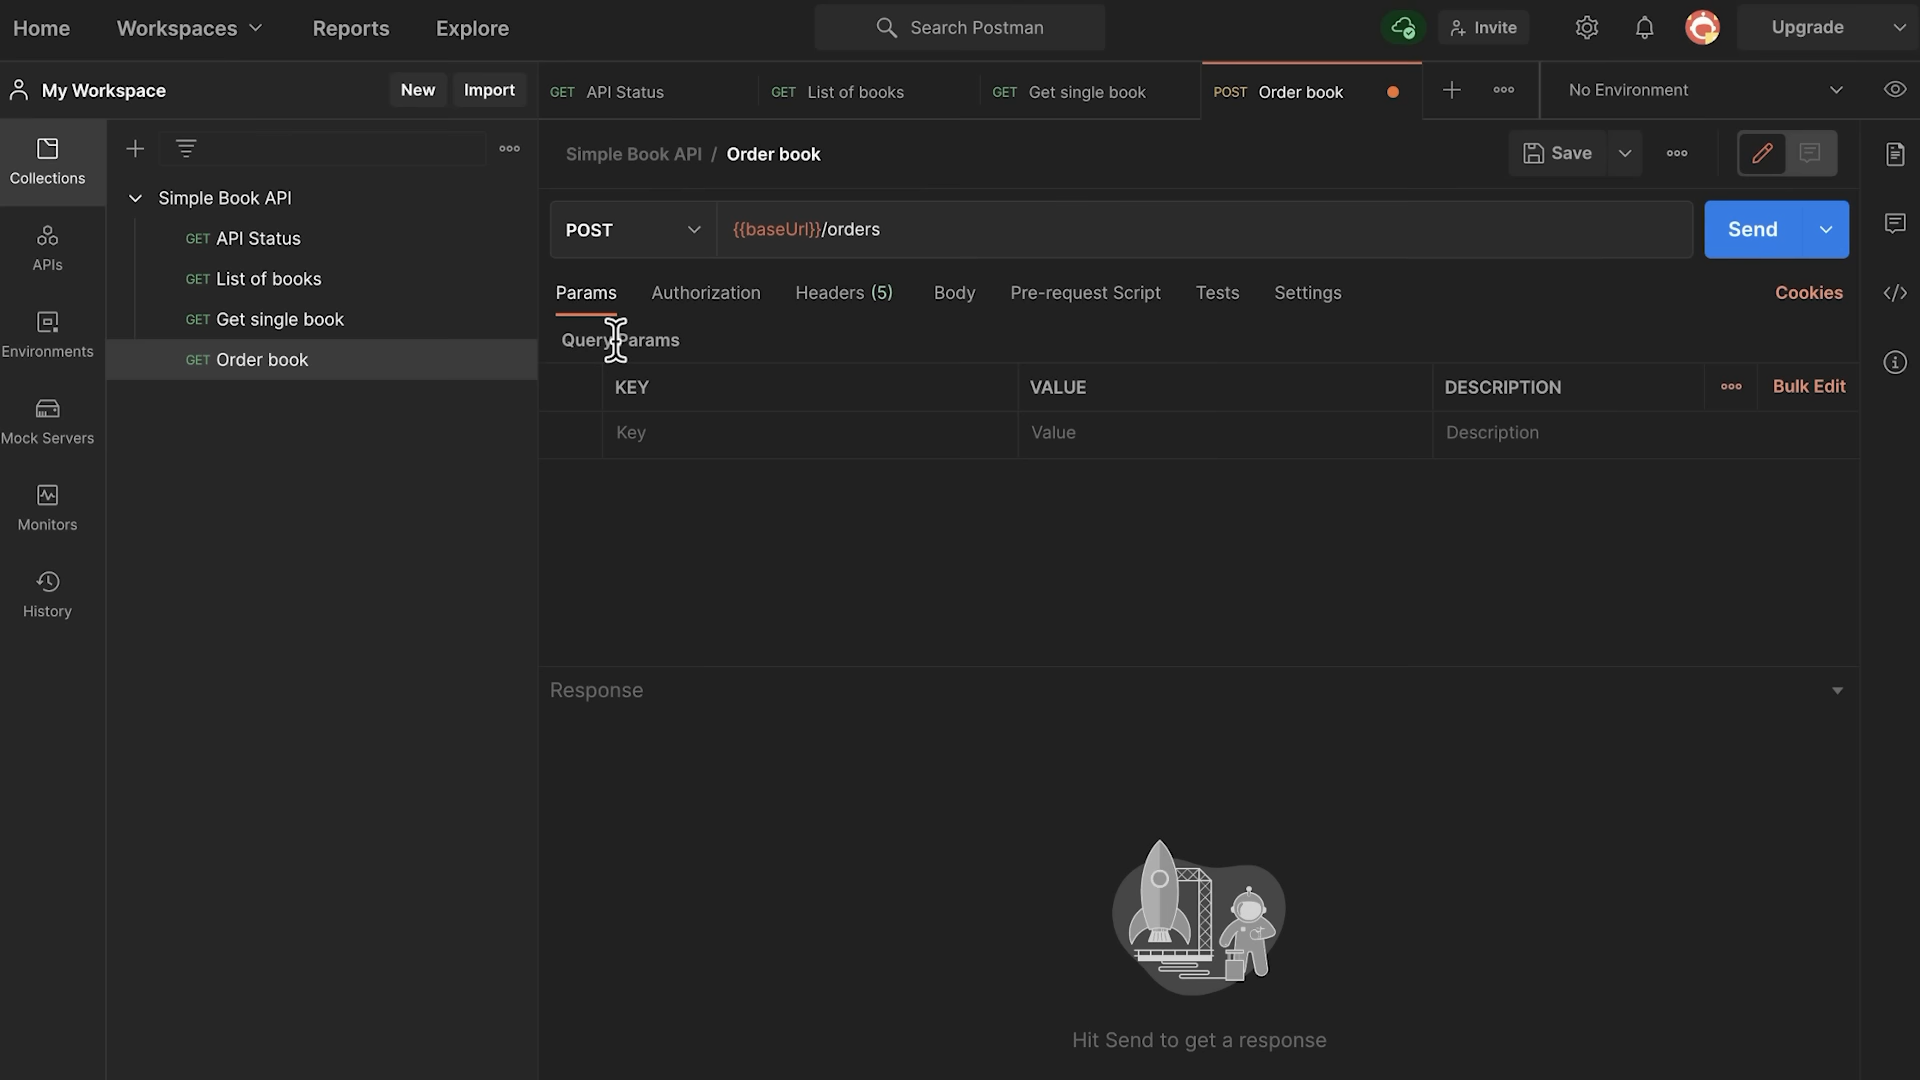 Home Workspaces Reports Explore Search Postman Invite Upgrade
My Workspace New Import GET API Status GET List of books GET Get single book POST Order book No Environment
Collections
APIs
Environments
Mock Servers
Monitors
History
Simple Book API
GET API Status
GET List of books
GET Get single book
GET Order book
Simple Book API / Order book Save
POST {{baseUrl}}/orders Send
Params Authorization Headers (5) Body Pre-request Script Tests Settings Cookies
Query Params
KEY VALUE DESCRIPTION Bulk Edit
Key Value Description
Response
Hit Send to get a response